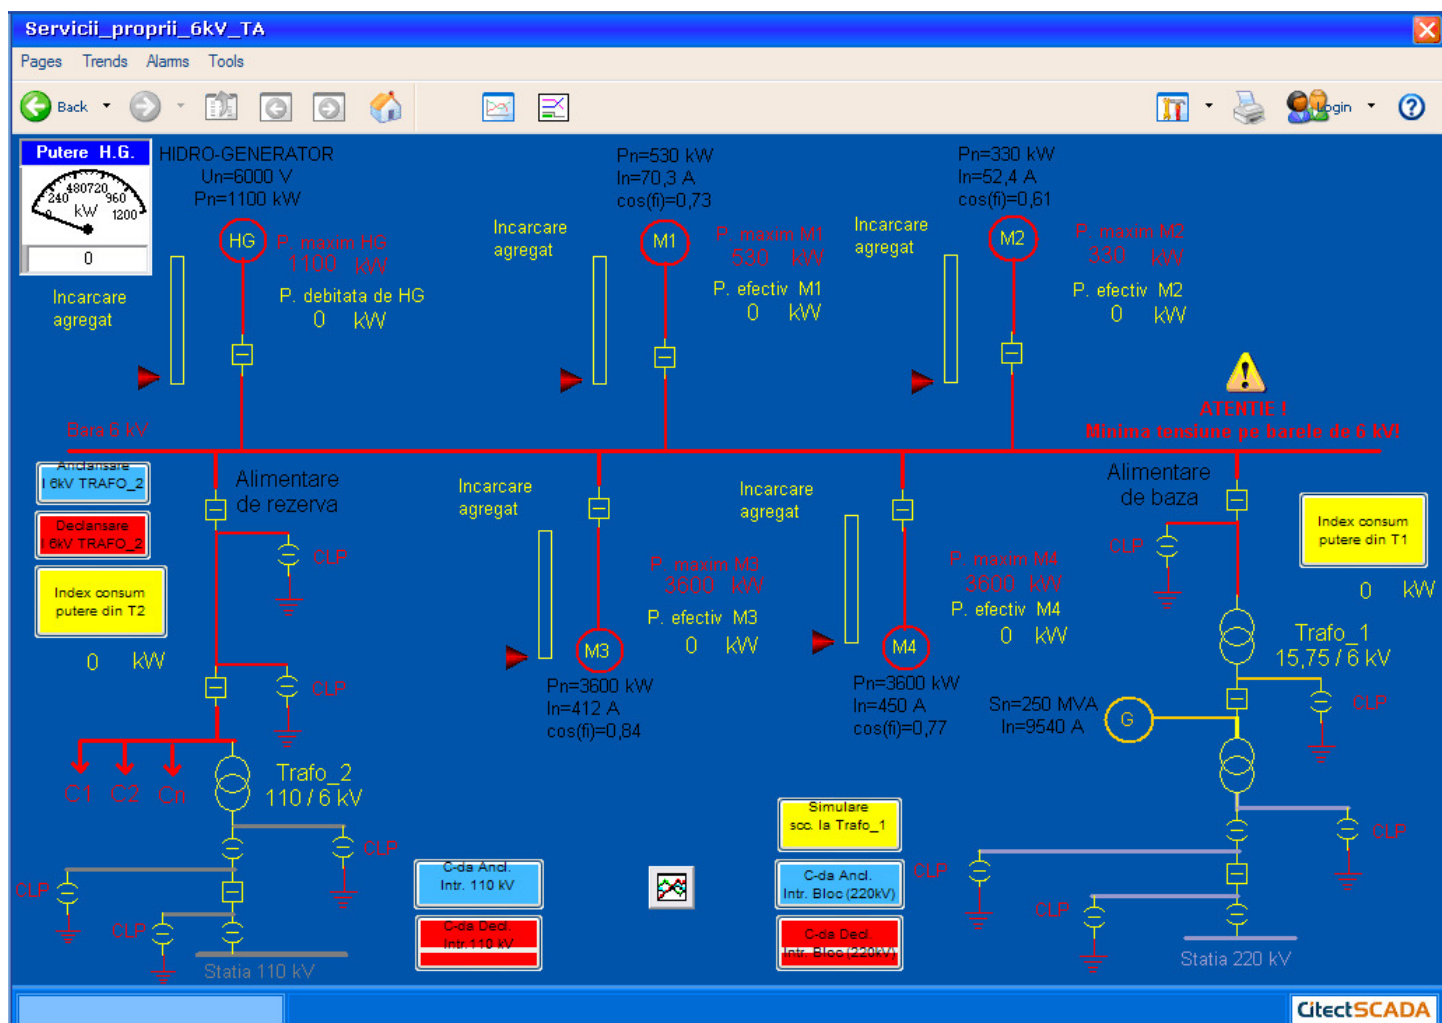 Servicii_proprii_6kV_TA
Pages Trends Alarms Tools
Back
Login
Putere H.G.
240 480 720 960
0 kW 1200
0
HIDRO-GENERATOR
Un=6000 V
Pn=1100 kW
HG
P. maxim HG
1100 kW
P. debitata de HG
0 kW
Incarcare
agregat
Pn=530 kW
In=70,3 A
cos(fi)=0,73
Incarcare
agregat
M1
P. maxim M1
530 kW
P. efectiv M1
0 kW
Pn=330 kW
In=52,4 A
cos(fi)=0,61
Incarcare
agregat
M2
P. maxim M2
330 kW
P. efectiv M2
0 kW
ATENTIE !
Minima tensiune pe barele de 6 kV!
Bara 6 kV
Anclansare
I 6kV TRAFO_2
Declansare
I 6kV TRAFO_2
Index consum
putere din T2
0 kW
Alimentare
de rezerva
CLP
CLP
Incarcare
agregat
P. maxim M3
3600 kW
P. efectiv M3
0 kW
M3
Pn=3600 kW
In=412 A
cos(fi)=0,84
Incarcare
agregat
P. maxim M4
3600 kW
P. efectiv M4
0 kW
M4
Pn=3600 kW
In=450 A
cos(fi)=0,77
Alimentare
de baza
CLP
Index consum
putere din T1
0 kW
Trafo_1
15,75 / 6 kV
CLP
Sn=250 MVA
In=9540 A
G
C1 C2 Cn
Trafo_2
110 / 6 kV
CLP
CLP
CLP
Statia 110 kV
C-da Ancl.
Intr. 110 kV
C-da Decl.
Intr.110 kV
Simulare
scc. la Trafo_1
C-da Ancl.
Intr. Bloc (220kV)
C-da Decl.
Intr. Bloc (220kV)
CLP
CLP
CLP
Statia 220 kV
CitectSCADA